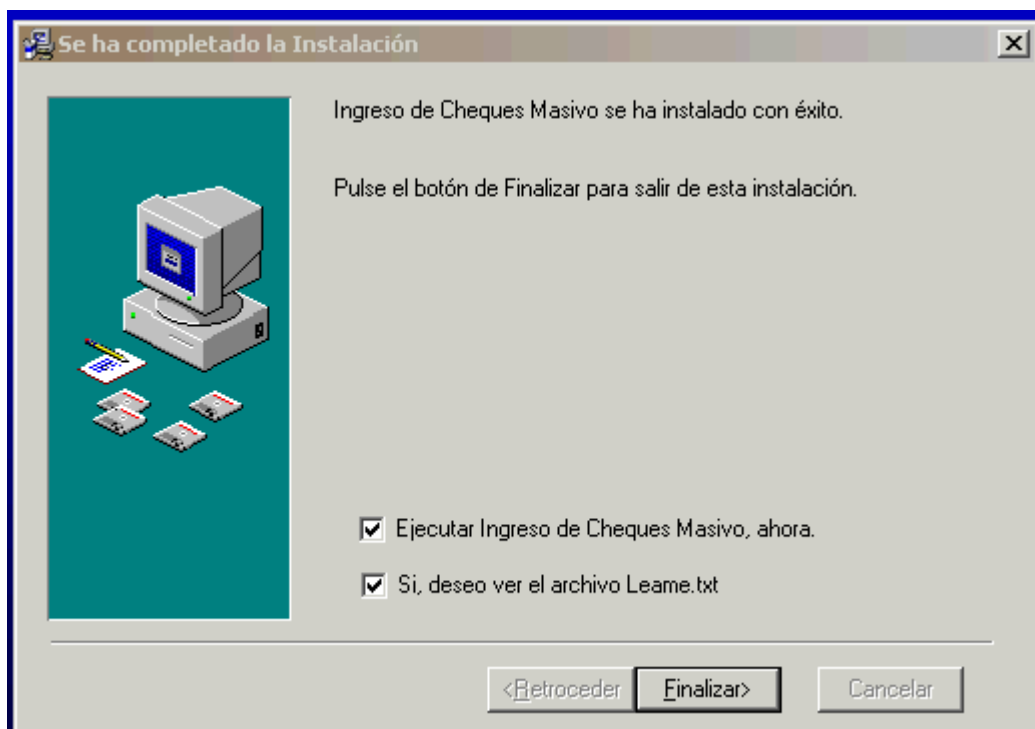 Se ha completado la Instalación
Ingreso de Cheques Masivo se ha instalado con éxito.
Pulse el botón de Finalizar para salir de esta instalación.
Ejecutar Ingreso de Cheques Masivo, ahora.
Si, deseo ver el archivo Leame.txt
<Retroceder Finalizar> Cancelar